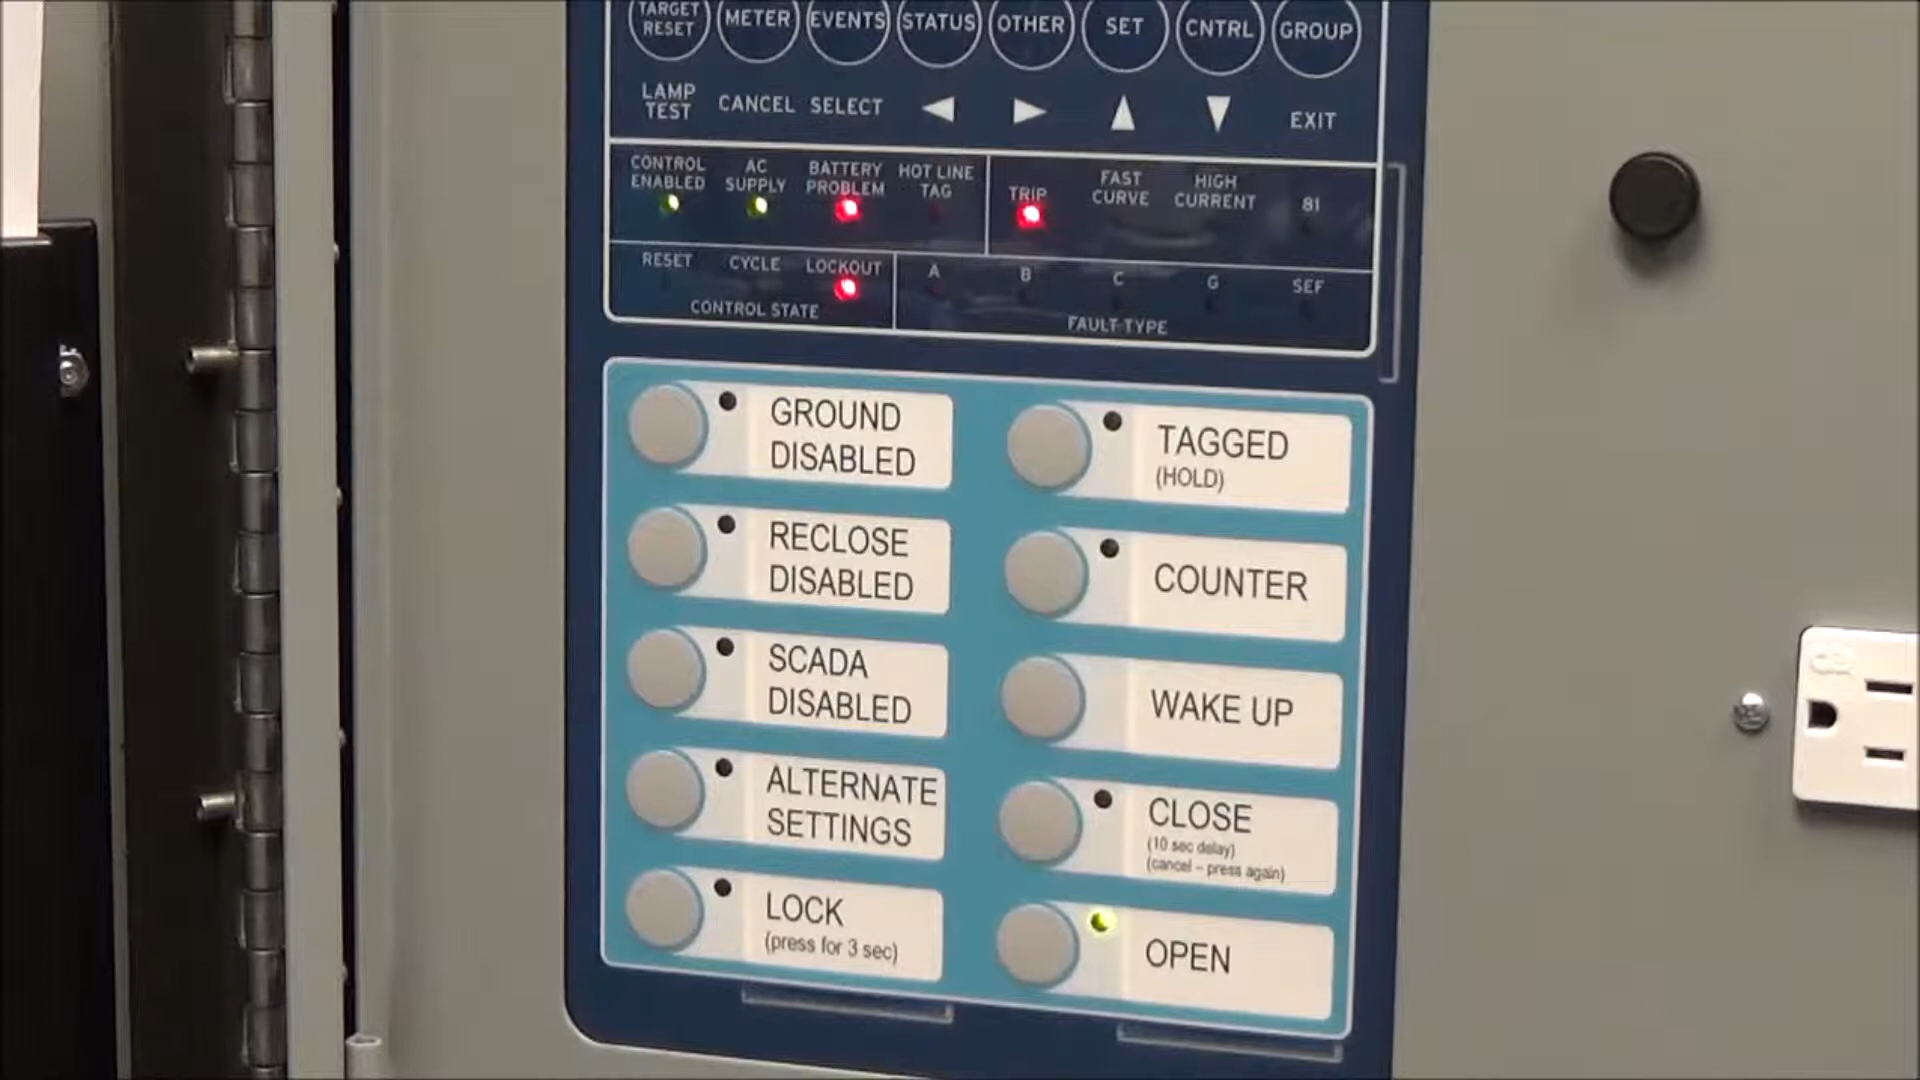 TARGET
RESET
METER
EVENTS
STATUS
OTHER
SET
CNTRL
GROUP
LAMP
TEST
CANCEL
SELECT
EXIT
CONTROL
ENABLED
AC
SUPPLY
BATTERY
PROBLEM
HOT LINE
TAG
TRIP
FAST
CURVE
HIGH
CURRENT
81
RESET
CYCLE
LOCKOUT
CONTROL STATE
A
B
C
G
SEF
FAULT TYPE
GROUND
DISABLED
TAGGED
(HOLD)
RECLOSE
DISABLED
COUNTER
SCADA
DISABLED
WAKE UP
ALTERNATE
SETTINGS
CLOSE
(10 sec delay)
(cancel – press again)
LOCK
(press for 3 sec)
OPEN